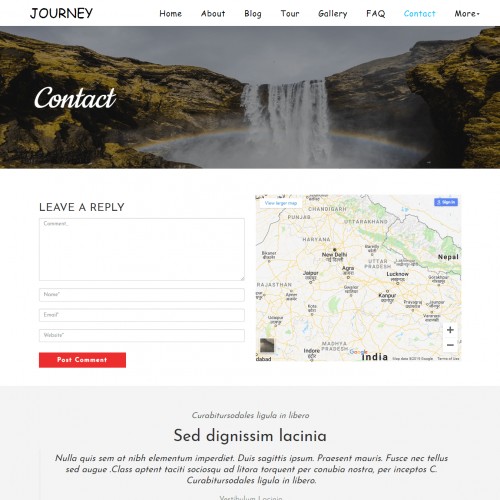 JOURNEY
Home About Blog Tour Gallery FAQ Contact More
Contact
LEAVE A REPLY
Comment..
Name*
Email*
Website*
Post Comment
View larger map
Sign in
HIMACHAL PRADESH
PUNJAB
UTTARAKHAND
HARYANA
Bikaner
New Delhi
Bareilly
Nepal
UTTAR PRADESH
Jaipur
Agra
Lucknow
RAJASTHAN
Kanpur
Udaipur
MADHYA PRADESH
India
Map data ©2019 Google Terms of Use
Curabitursodales ligula in libero
Sed dignissim lacinia
Nulla quis sem at nibh elementum imperdiet. Duis sagittis ipsum. Praesent mauris. Fusce nec tellus
sed augue .Class aptent taciti sociosqu ad litora torquent per conubia nostra, per inceptos C.
Curabitursodales ligula in libero.
Vestibulum Lacinia